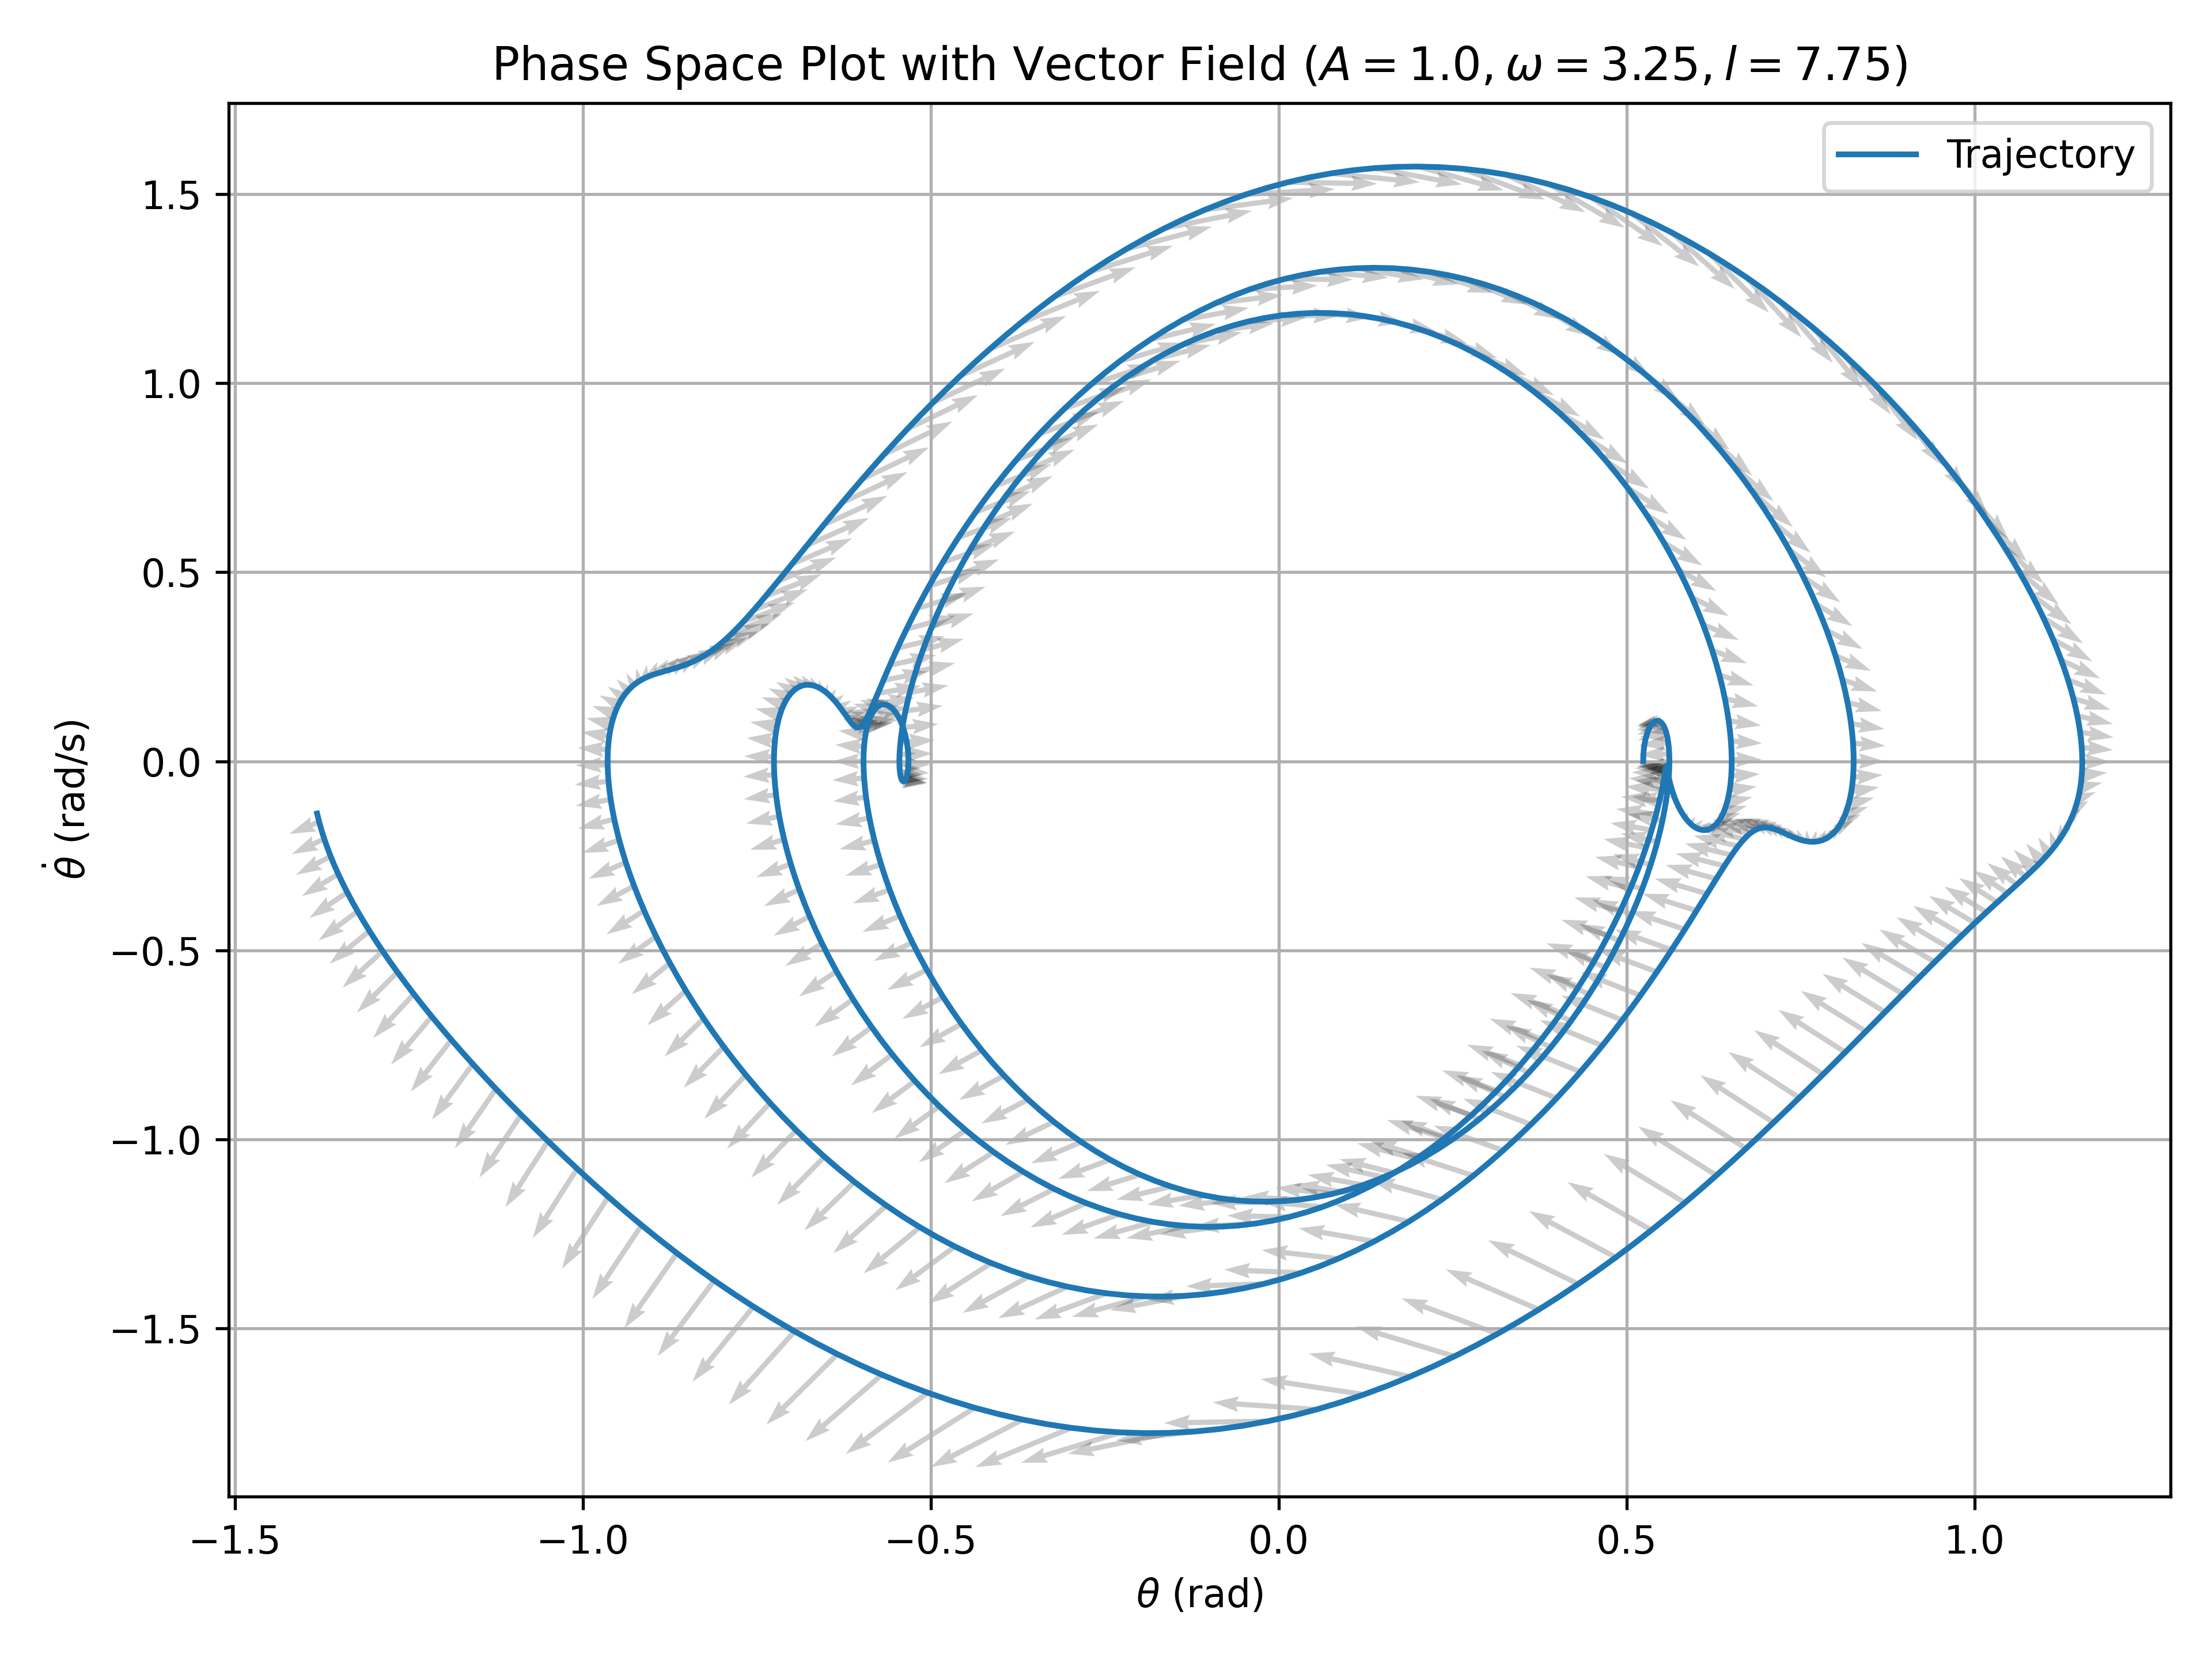 Phase Space Plot with Vector Field (A = 1.0, ω = 3.25, l = 7.75)
Trajectory
1.5
1.0
0.5
0.0
−0.5
−1.0
−1.5
θ̇ (rad/s)
−1.5 −1.0 −0.5 0.0 0.5 1.0
θ (rad)